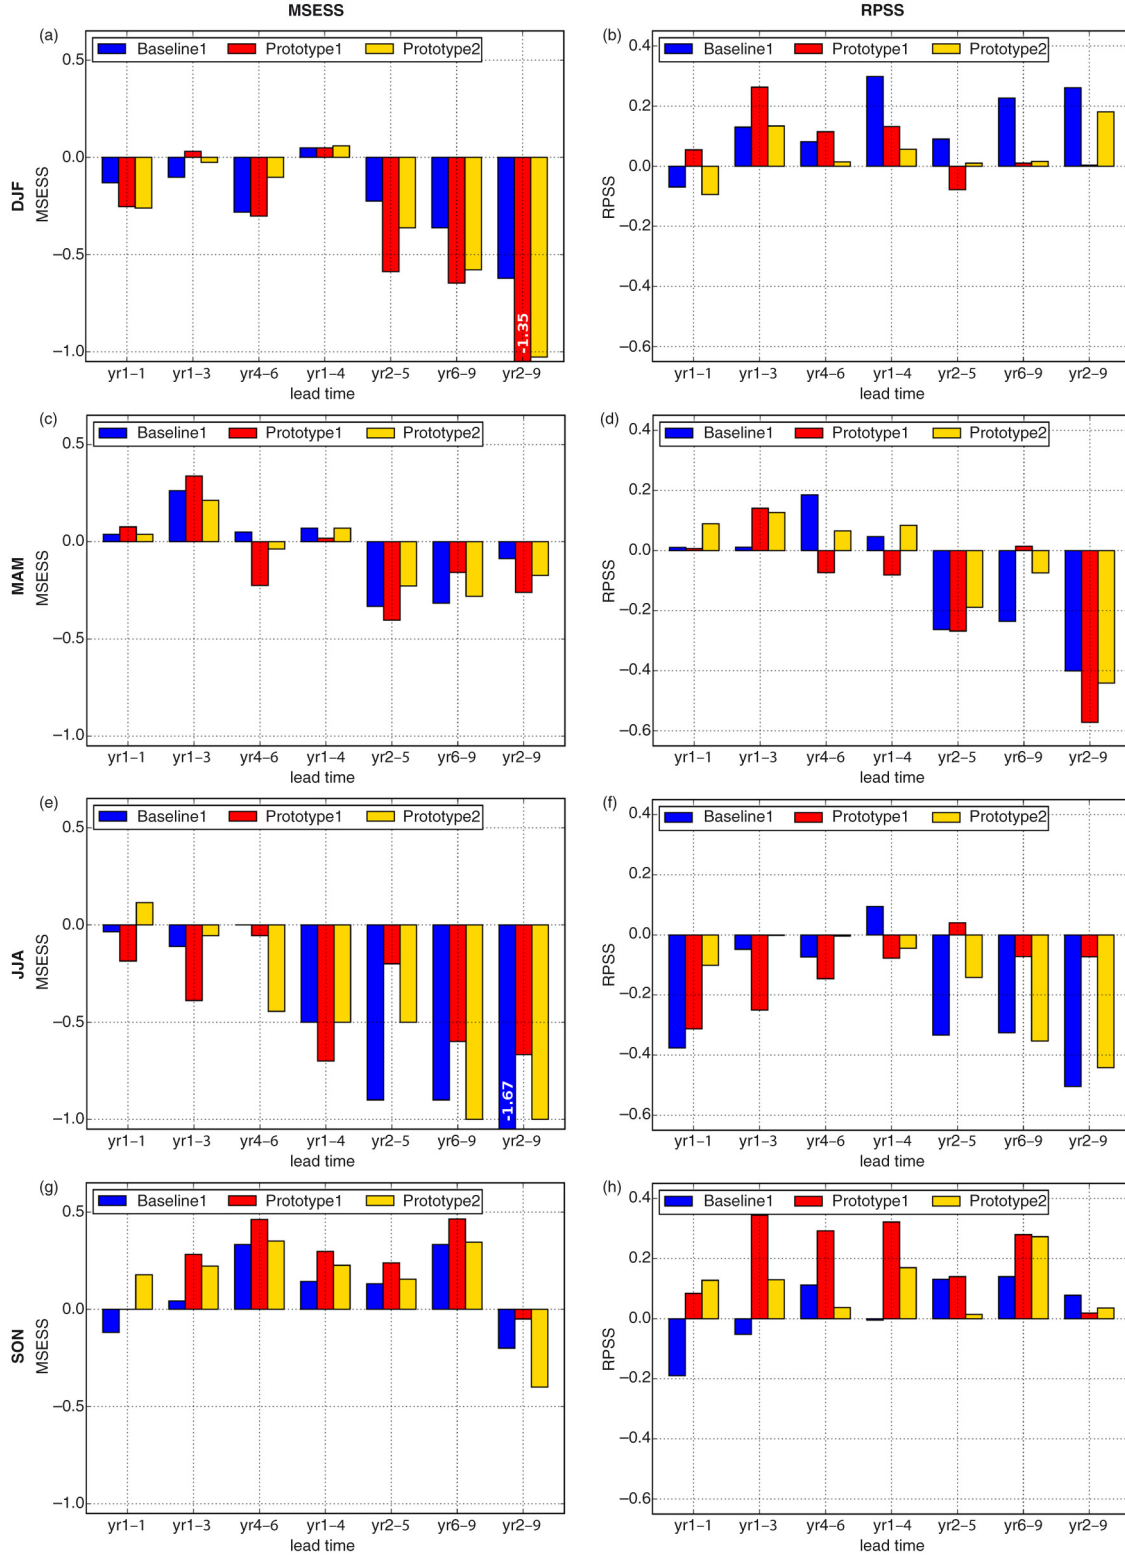 MSESS
RPSS
(a)
Baseline1 Prototype1 Prototype2
0.5
0.0
−0.5
−1.0
DJF
MSESS
-1.35
yr1–1 yr1–3 yr4–6 yr1–4 yr2–5 yr6–9 yr2–9
lead time
(b)
Baseline1 Prototype1 Prototype2
0.4
0.2
0.0
−0.2
−0.4
−0.6
RPSS
yr1–1 yr1–3 yr4–6 yr1–4 yr2–5 yr6–9 yr2–9
lead time
(c)
Baseline1 Prototype1 Prototype2
0.5
0.0
−0.5
−1.0
MAM
MSESS
yr1–1 yr1–3 yr4–6 yr1–4 yr2–5 yr6–9 yr2–9
lead time
(d)
Baseline1 Prototype1 Prototype2
0.4
0.2
0.0
−0.2
−0.4
−0.6
RPSS
yr1–1 yr1–3 yr4–6 yr1–4 yr2–5 yr6–9 yr2–9
lead time
(e)
Baseline1 Prototype1 Prototype2
0.5
0.0
−0.5
−1.0
JJA
MSESS
-1.67
yr1–1 yr1–3 yr4–6 yr1–4 yr2–5 yr6–9 yr2–9
lead time
(f)
Baseline1 Prototype1 Prototype2
0.4
0.2
0.0
−0.2
−0.4
−0.6
RPSS
yr1–1 yr1–3 yr4–6 yr1–4 yr2–5 yr6–9 yr2–9
lead time
(g)
Baseline1 Prototype1 Prototype2
0.5
0.0
−0.5
−1.0
SON
MSESS
yr1–1 yr1–3 yr4–6 yr1–4 yr2–5 yr6–9 yr2–9
lead time
(h)
Baseline1 Prototype1 Prototype2
0.4
0.2
0.0
−0.2
−0.4
−0.6
RPSS
yr1–1 yr1–3 yr4–6 yr1–4 yr2–5 yr6–9 yr2–9
lead time